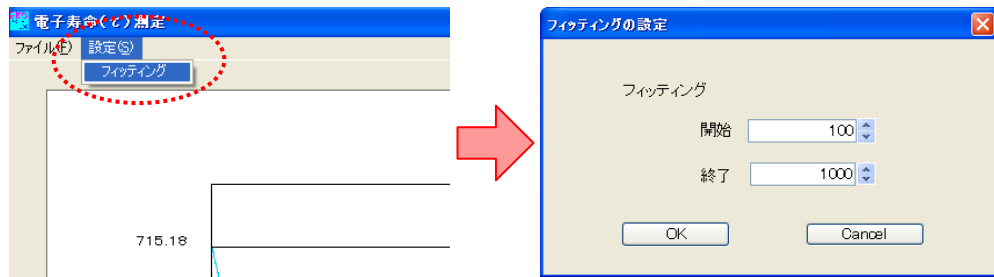 電子寿命(τ)測定
ファイル(F) 設定(S)
フィッティング
715.18
フィッティングの設定
フィッティング
開始 100
終了 1000
OK Cancel